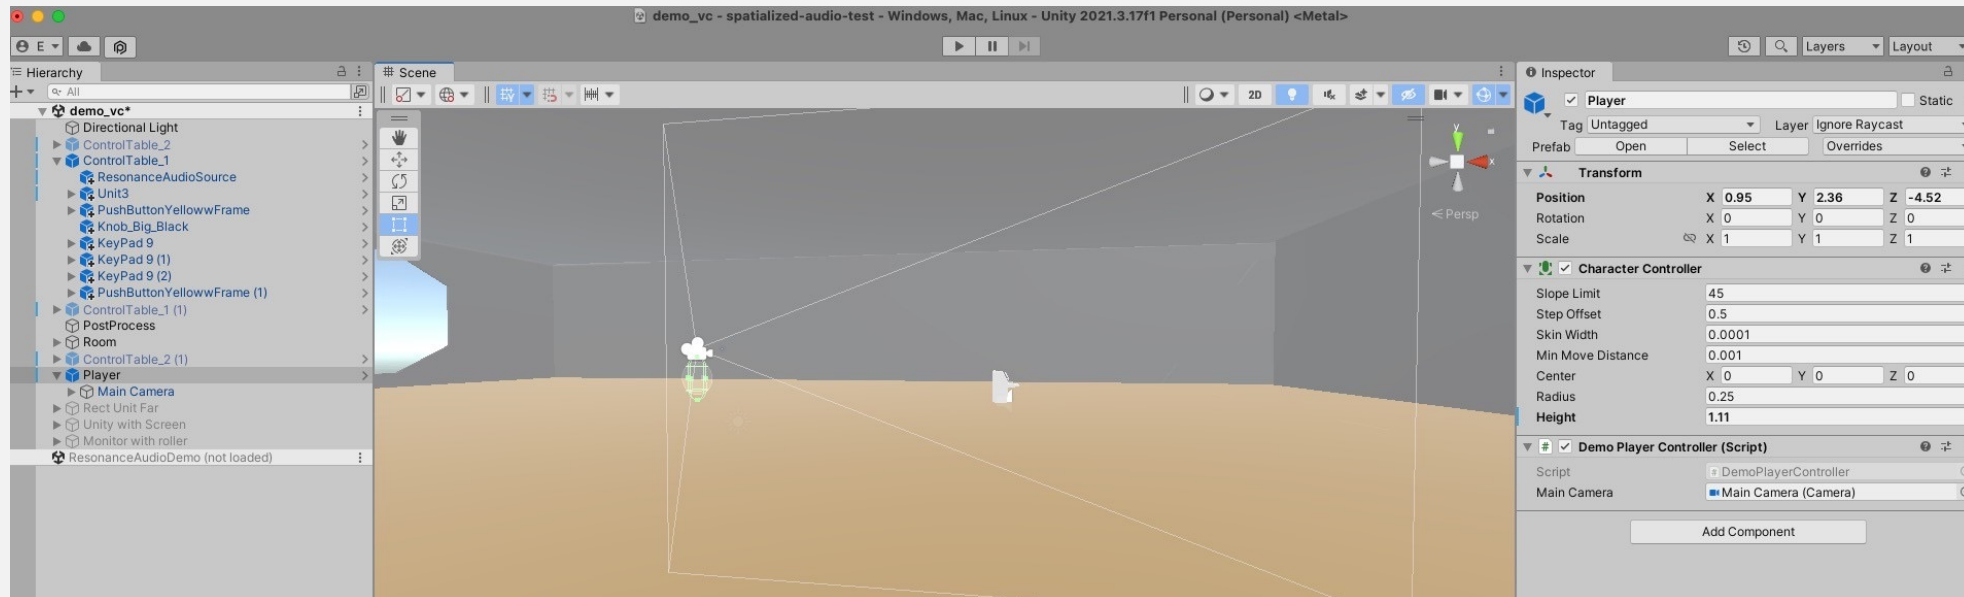 demo_vc - spatialized-audio-test - Windows, Mac, Linux - Unity 2021.3.17f1 Personal (Personal) <Metal>
E
Layers
Layout
Hierarchy
All
demo_vc*
Directional Light
ControlTable_2
ControlTable_1
ResonanceAudioSource
Unit3
PushButtonYellowwFrame
Knob_Big_Black
KeyPad 9
KeyPad 9 (1)
KeyPad 9 (2)
PushButtonYellowwFrame (1)
ControlTable_1 (1)
PostProcess
Room
ControlTable_2 (1)
Player
Main Camera
Rect Unit Far
Unity with Screen
Monitor with roller
ResonanceAudioDemo (not loaded)
Scene
2D
y
x
Persp
Inspector
Player
Static
Tag Untagged Layer Ignore Raycast
Prefab Open Select Overrides
Transform
Position X 0.95 Y 2.36 Z -4.52
Rotation X 0 Y 0 Z 0
Scale X 1 Y 1 Z 1
Character Controller
Slope Limit 45
Step Offset 0.5
Skin Width 0.0001
Min Move Distance 0.001
Center X 0 Y 0 Z 0
Radius 0.25
Height 1.11
Demo Player Controller (Script)
Script DemoPlayerController
Main Camera Main Camera (Camera)
Add Component